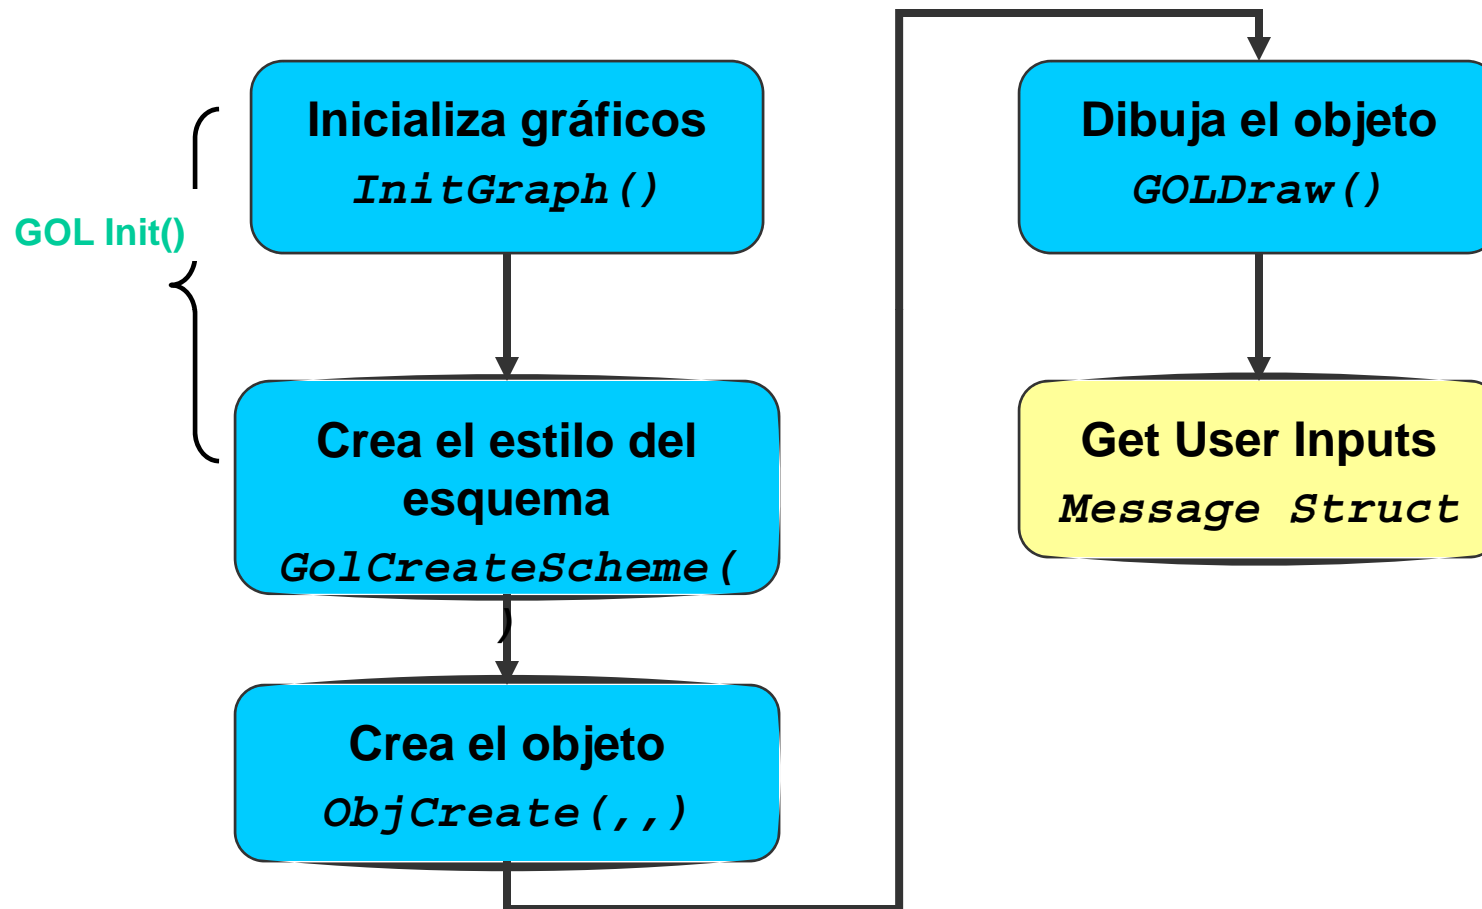 GOL Init()
Inicializa gráficos
InitGraph()
Crea el estilo del
esquema
GolCreateScheme(
)
Crea el objeto
ObjCreate(,,)
Dibuja el objeto
GOLDraw()
Get User Inputs
Message Struct